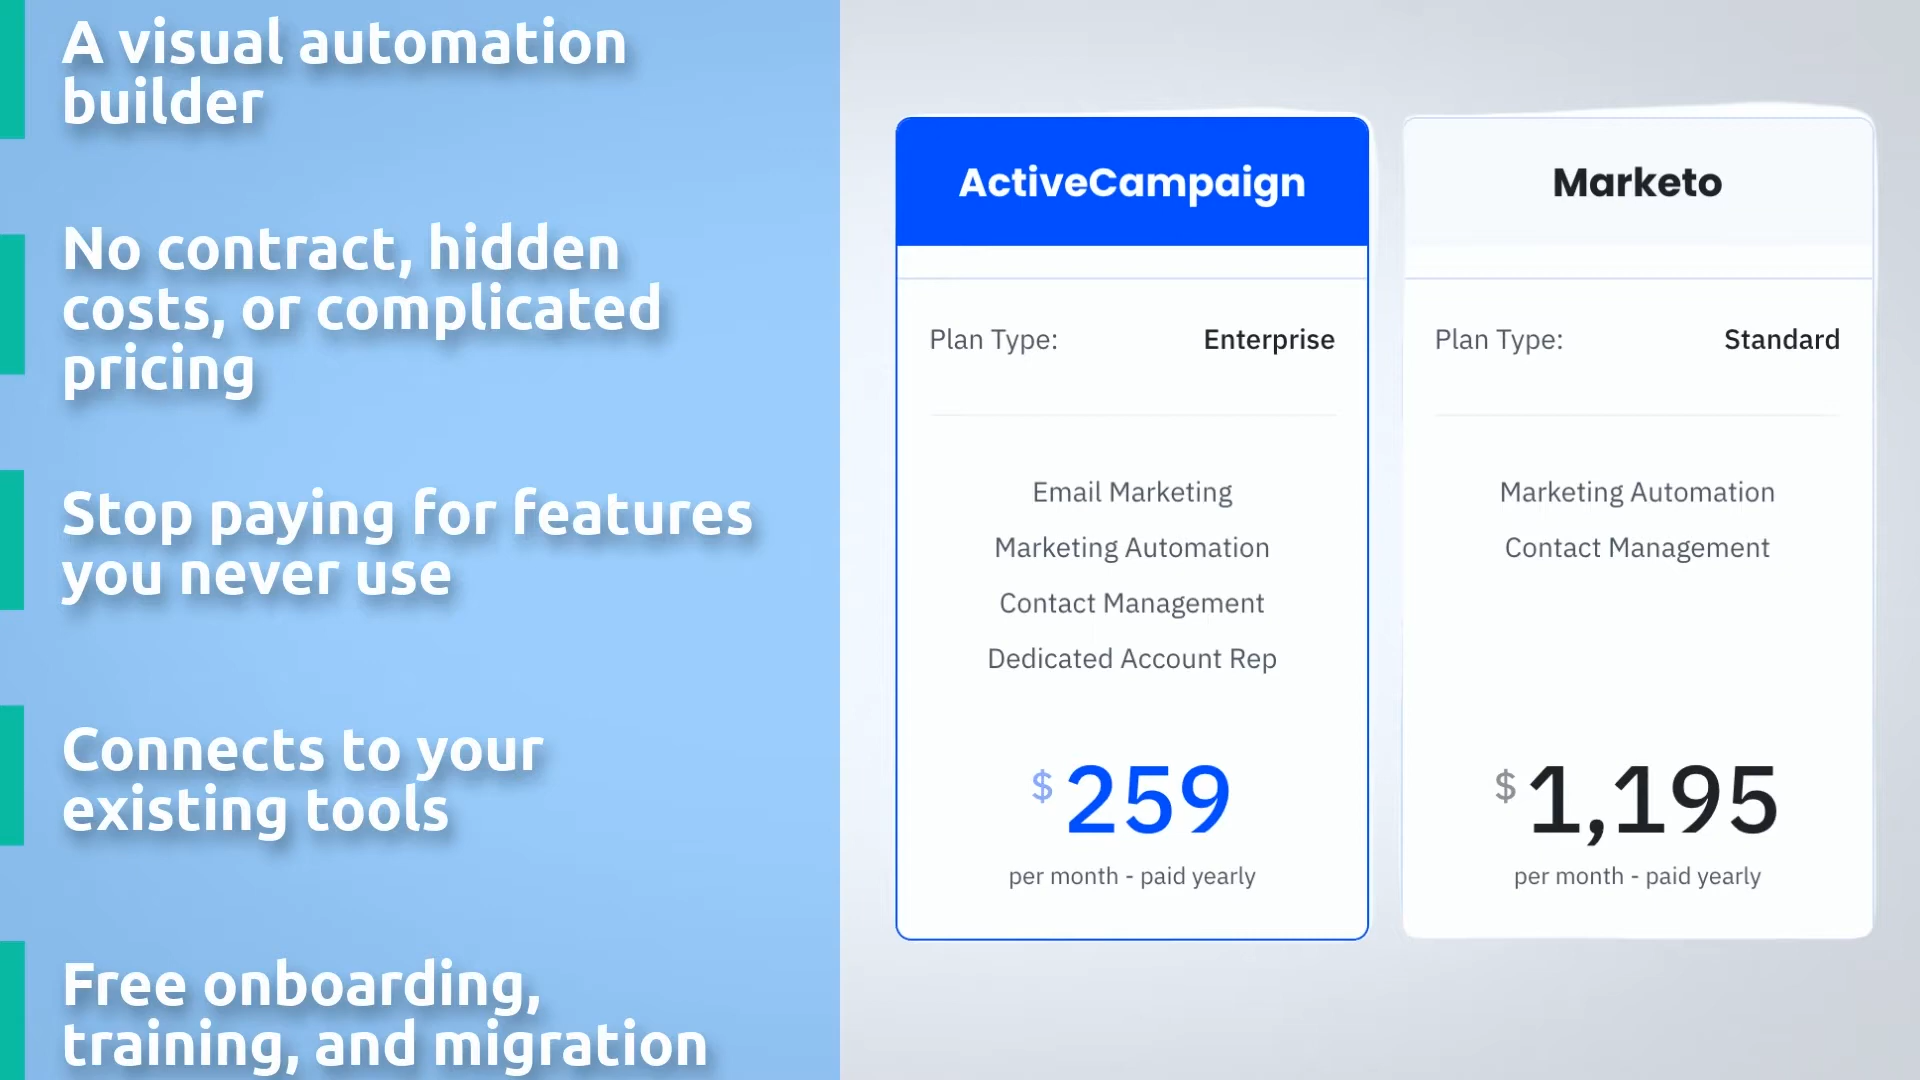 A visual automation
builder
No contract, hidden
costs, or complicated
pricing
Stop paying for features
you never use
Connects to your
existing tools
Free onboarding,
training, and migration
ActiveCampaign
Plan Type: Enterprise
Email Marketing
Marketing Automation
Contact Management
Dedicated Account Rep
$259
per month - paid yearly
Marketo
Plan Type: Standard
Marketing Automation
Contact Management
$1,195
per month - paid yearly